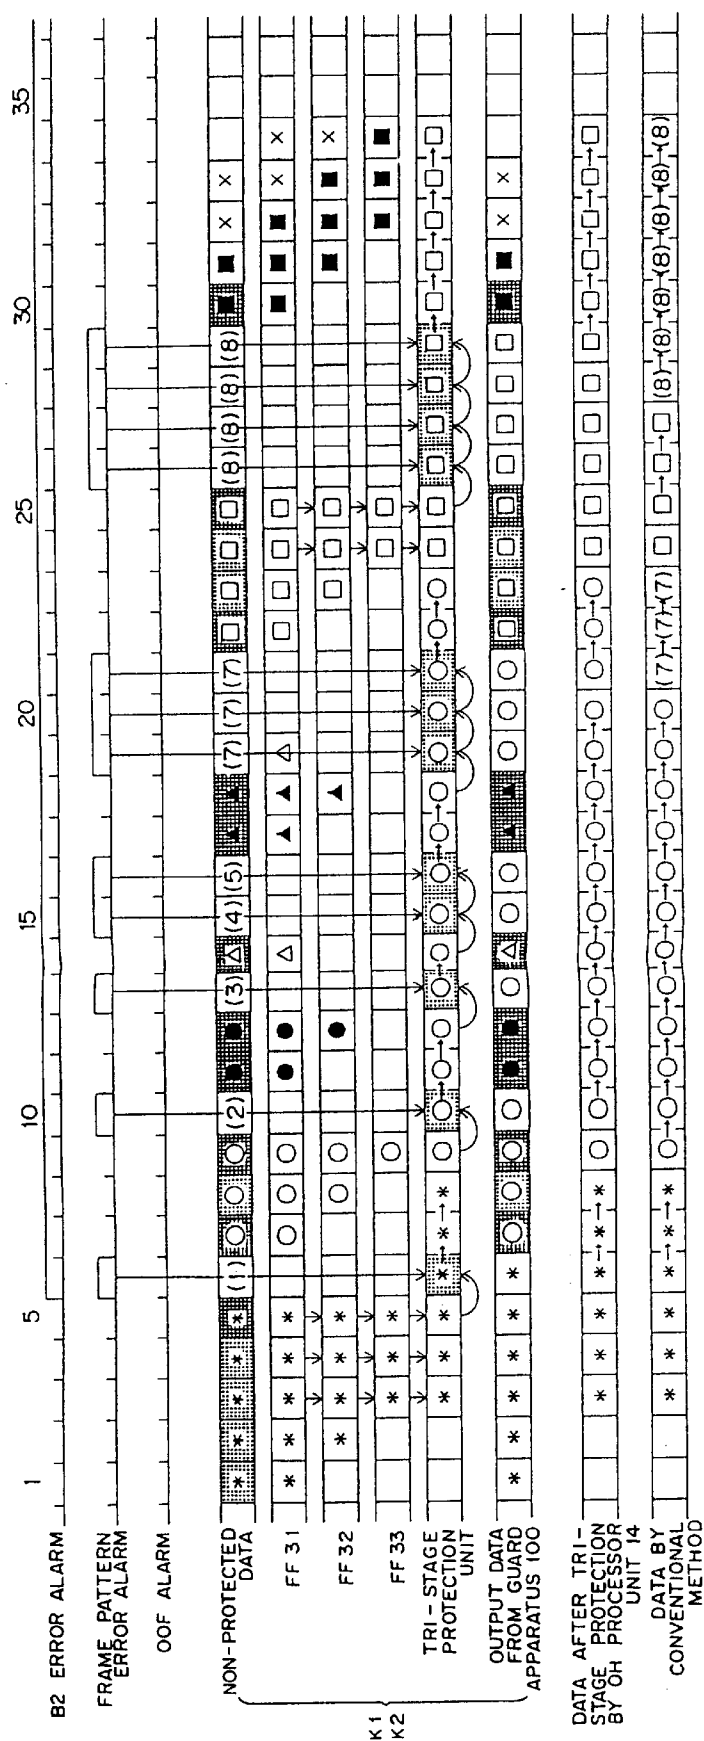 1 5 10 15 20 25 30 35
B2 ERROR ALARM
FRAME PATTERN
ERROR ALARM
OOF ALARM
NON-PROTECTED
DATA
(1) (2) (3) (4) (5) (7) (7) (7) (8) (8) (8) (8) × ×
FF 31
× ×
FF 32
×
FF 33
TRI-STAGE
PROTECTION
UNIT
OUTPUT DATA
FROM GUARD
APPARATUS 100
× ×
K1
K2
DATA AFTER TRI-
STAGE PROTECTION
BY OH PROCESSOR
UNIT 14
DATA BY
CONVENTIONAL
METHOD
(7) (7) (7) (8) (8) (8) (8) (8) (8) (8)